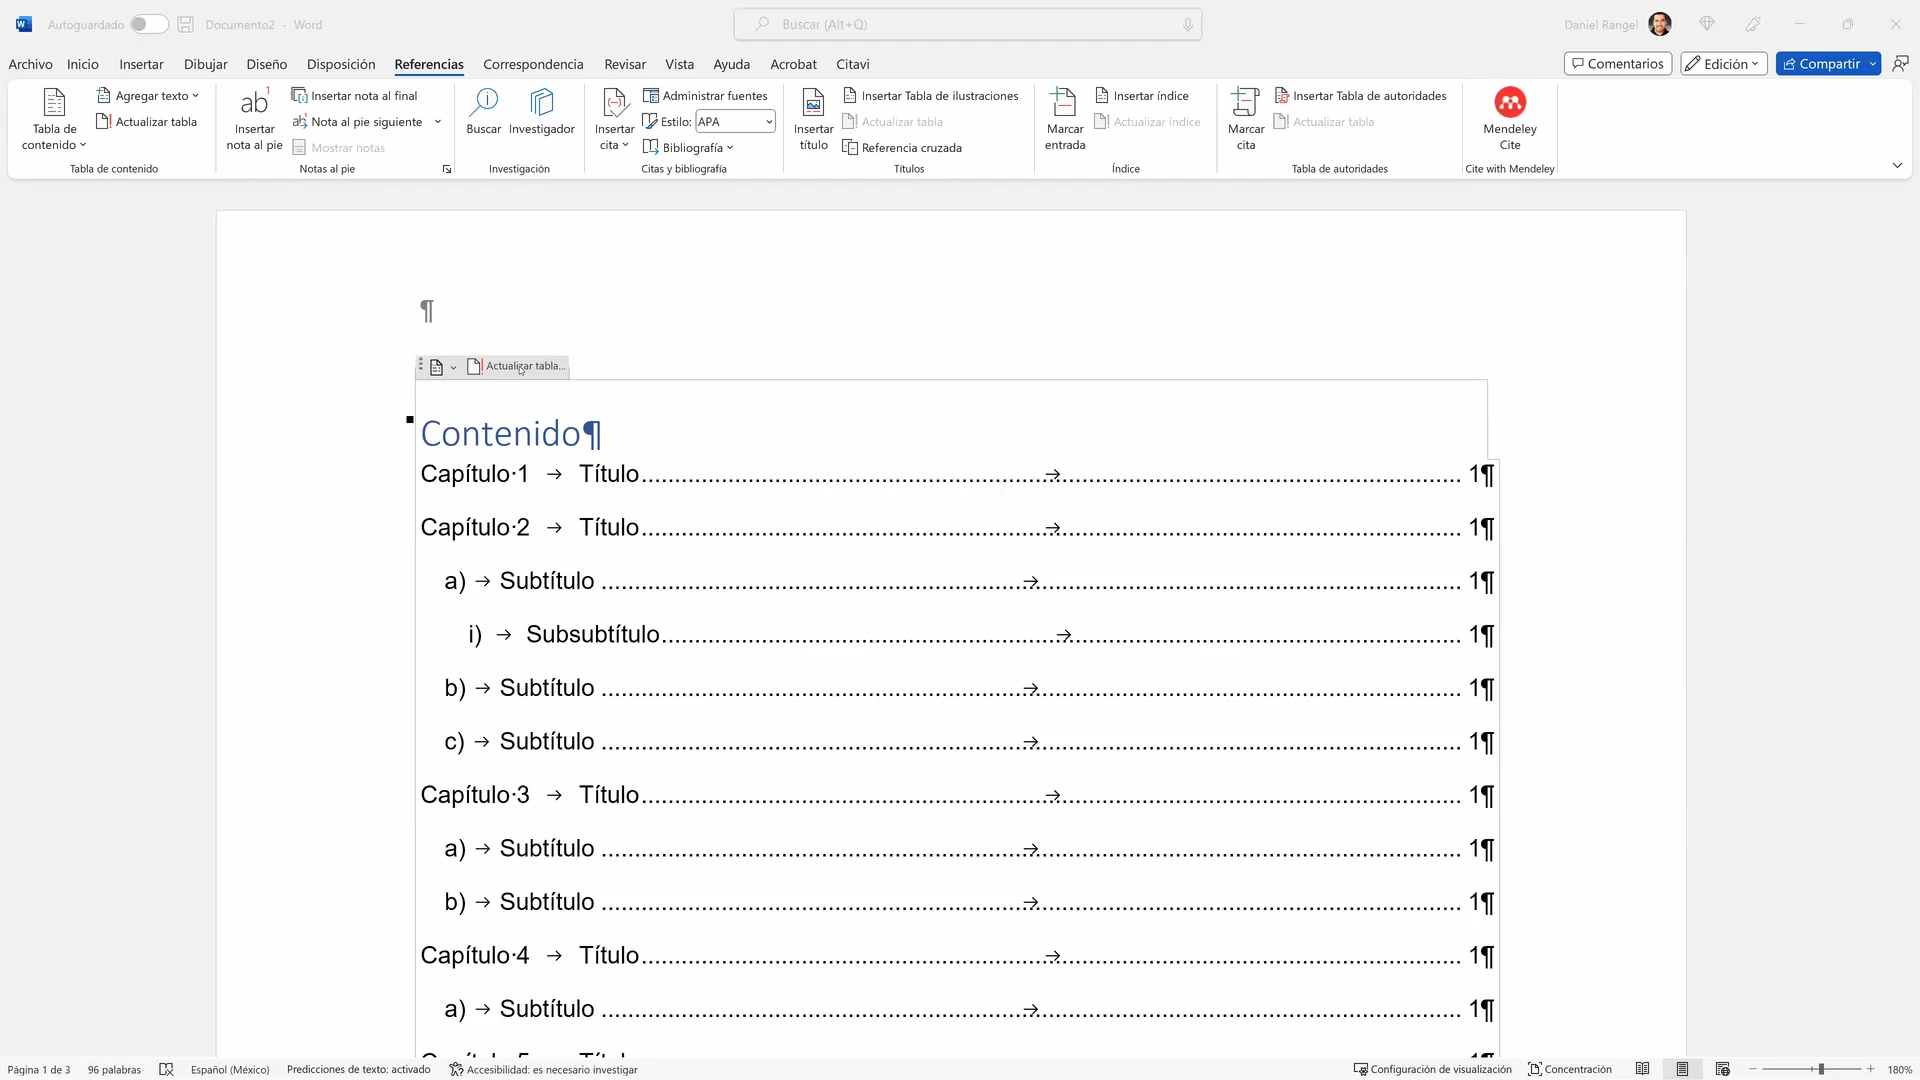 Autoguardado Documento2 - Word Buscar (Alt+Q) Daniel Rangel
Archivo Inicio Insertar Dibujar Diseño Disposición Referencias Correspondencia Revisar Vista Ayuda Acrobat Citavi Comentarios Edición Compartir
Tabla de contenido
Agregar texto
Actualizar tabla
Tabla de contenido
ab1 Insertar nota al pie
Insertar nota al final
Nota al pie siguiente
Mostrar notas
Notas al pie
Buscar
Investigador
Investigación
Insertar cita
Administrar fuentes
Estilo: APA
Bibliografía
Citas y bibliografía
Insertar título
Insertar Tabla de ilustraciones
Actualizar tabla
Referencia cruzada
Títulos
Marcar entrada
Insertar índice
Actualizar índice
Índice
Marcar cita
Insertar Tabla de autoridades
Actualizar tabla
Tabla de autoridades
Mendeley Cite
Cite with Mendeley
¶
Actualizar tabla...
Contenido¶
Capítulo·1 → Título → 1¶
Capítulo·2 → Título → 1¶
a) → Subtítulo → 1¶
i) → Subsubtítulo → 1¶
b) → Subtítulo → 1¶
c) → Subtítulo → 1¶
Capítulo·3 → Título → 1¶
a) → Subtítulo → 1¶
b) → Subtítulo → 1¶
Capítulo·4 → Título → 1¶
a) → Subtítulo → 1¶
Página 1 de 3 96 palabras Español (México) Predicciones de texto: activado Accesibilidad: es necesario investigar Configuración de visualización Concentración 180%